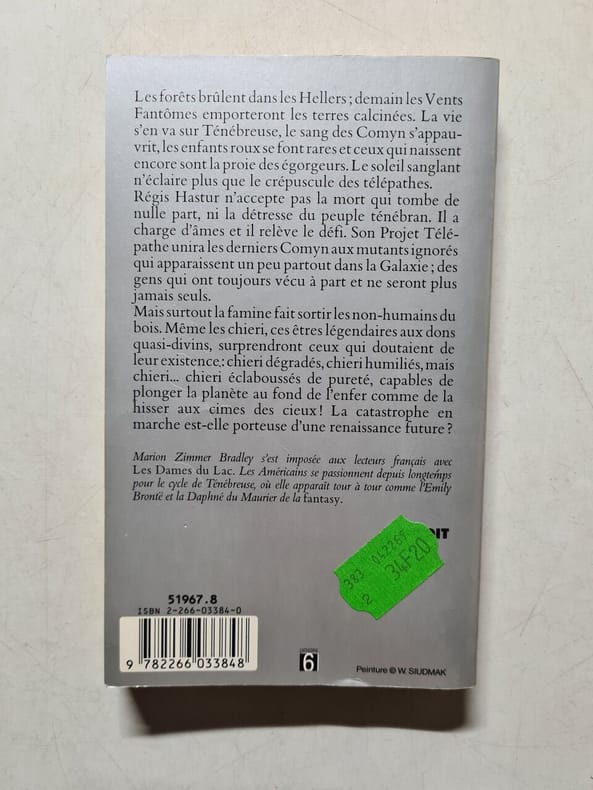 Les forêts brûlent dans les Hellers ; demain les Vents
Fantômes emporteront les terres calcinées. La vie
s'en va sur Ténébreuse, le sang des Comyn s'appau-
vrit, les enfants roux se font rares et ceux qui naissent
encore sont la proie des égorgeurs. Le soleil sanglant
n'éclaire plus que le crépuscule des télépathes.
Régis Hastur n'accepte pas la mort qui tombe de
nulle part, ni la détresse du peuple ténébran. Il a
charge d'âmes et il relève le défi. Son Projet Télé-
pathe unira les derniers Comyn aux mutants ignorés
qui apparaissent un peu partout dans la Galaxie ; des
gens qui ont toujours vécu à part et ne seront plus
jamais seuls.
Mais surtout la famine fait sortir les non-humains du
bois. Même les chieri, ces êtres légendaires aux dons
quasi-divins, surprendront ceux qui doutaient de
leur existence : chieri dégradés, chieri humiliés, mais
chieri... chieri éclaboussés de pureté, capables de
plonger la planète au fond de l'enfer comme de la
hisser aux cimes des cieux ! La catastrophe en
marche est-elle porteuse d'une renaissance future ?
Marion Zimmer Bradley s'est imposée aux lecteurs français avec
Les Dames du Lac. Les Américains se passionnent depuis longtemps
pour le cycle de Ténébreuse, où elle apparaît tour à tour comme l'Emily
Brontë et la Daphné du Maurier de la fantasy.
383 042269
2 34F20
51967.8
ISBN 2-266-03384-0
9 782266 033848
6
Peinture © W. SIUDMAK